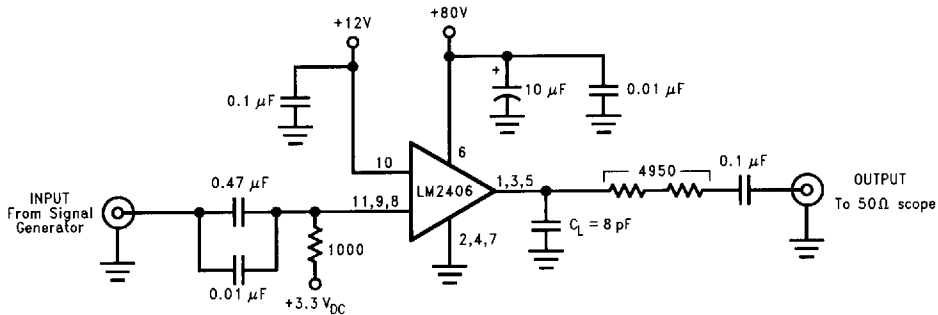 +12V
+80V
0.1 µF
+
10 µF
0.01 µF
6
10
4950
0.1 µF
INPUT
From Signal
Generator
0.47 µF
11,9,8
LM2406
1,3,5
OUTPUT
To 50Ω scope
1000
2,4,7
C_L = 8 pF
0.01 µF
+3.3 V_DC